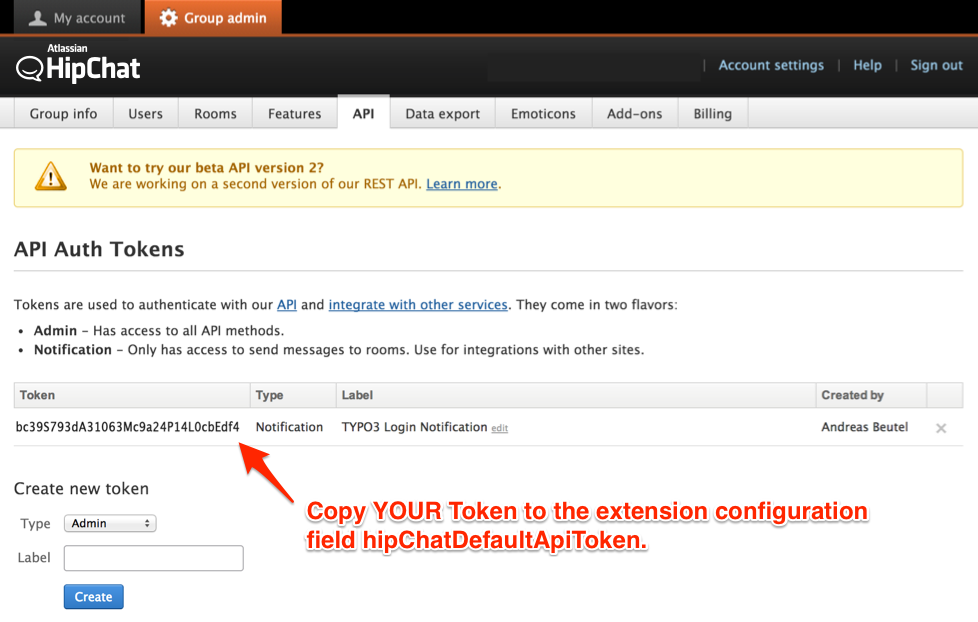 My account
Group admin
Atlassian
HipChat
Account settings
Help
Sign out
Group info
Users
Rooms
Features
API
Data export
Emoticons
Add-ons
Billing
Want to try our beta API version 2?
We are working on a second version of our REST API. Learn more.
API Auth Tokens
Tokens are used to authenticate with our API and integrate with other services. They come in two flavors:
• Admin – Has access to all API methods.
• Notification – Only has access to send messages to rooms. Use for integrations with other sites.
Token Type Label Created by
bc39S793dA31063Mc9a24P14L0cbEdf4 Notification TYPO3 Login Notification edit Andreas Beutel
Create new token
Type Admin
Label
Create
Copy YOUR Token to the extension configuration
field hipChatDefaultApiToken.